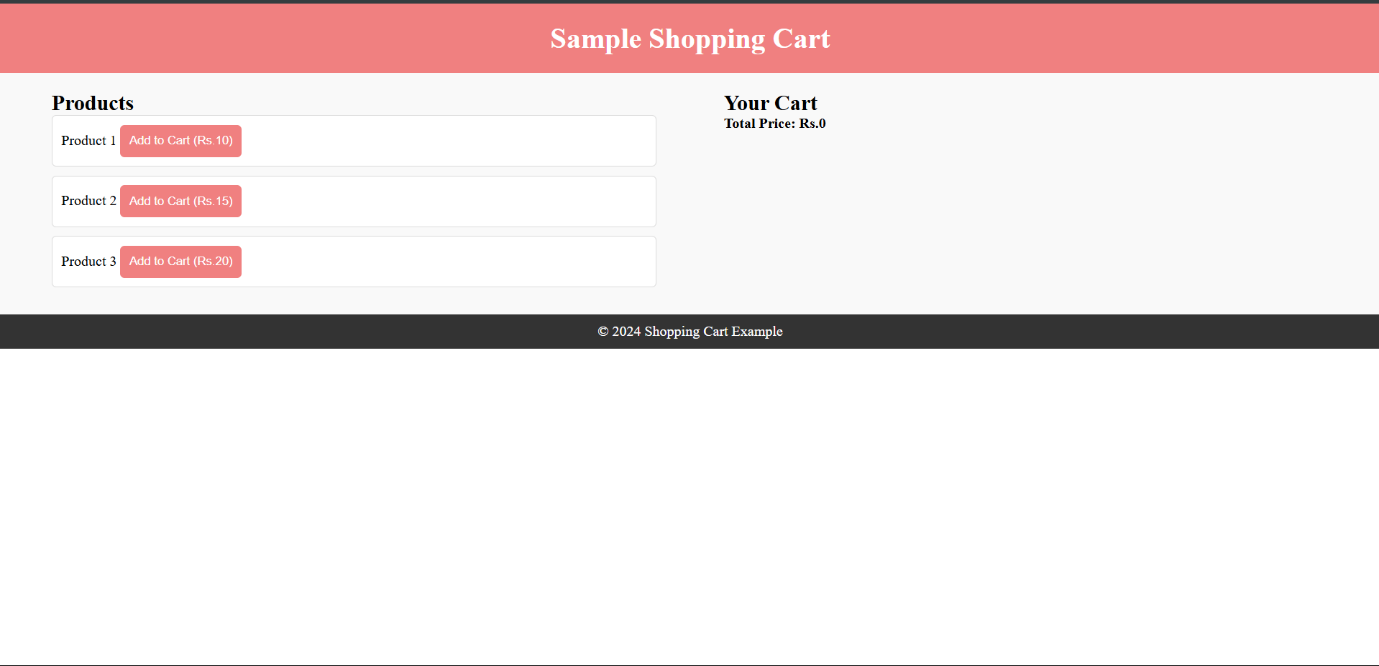 Sample Shopping Cart
Products
Product 1 Add to Cart (Rs.10)
Product 2 Add to Cart (Rs.15)
Product 3 Add to Cart (Rs.20)
Your Cart
Total Price: Rs.0
© 2024 Shopping Cart Example